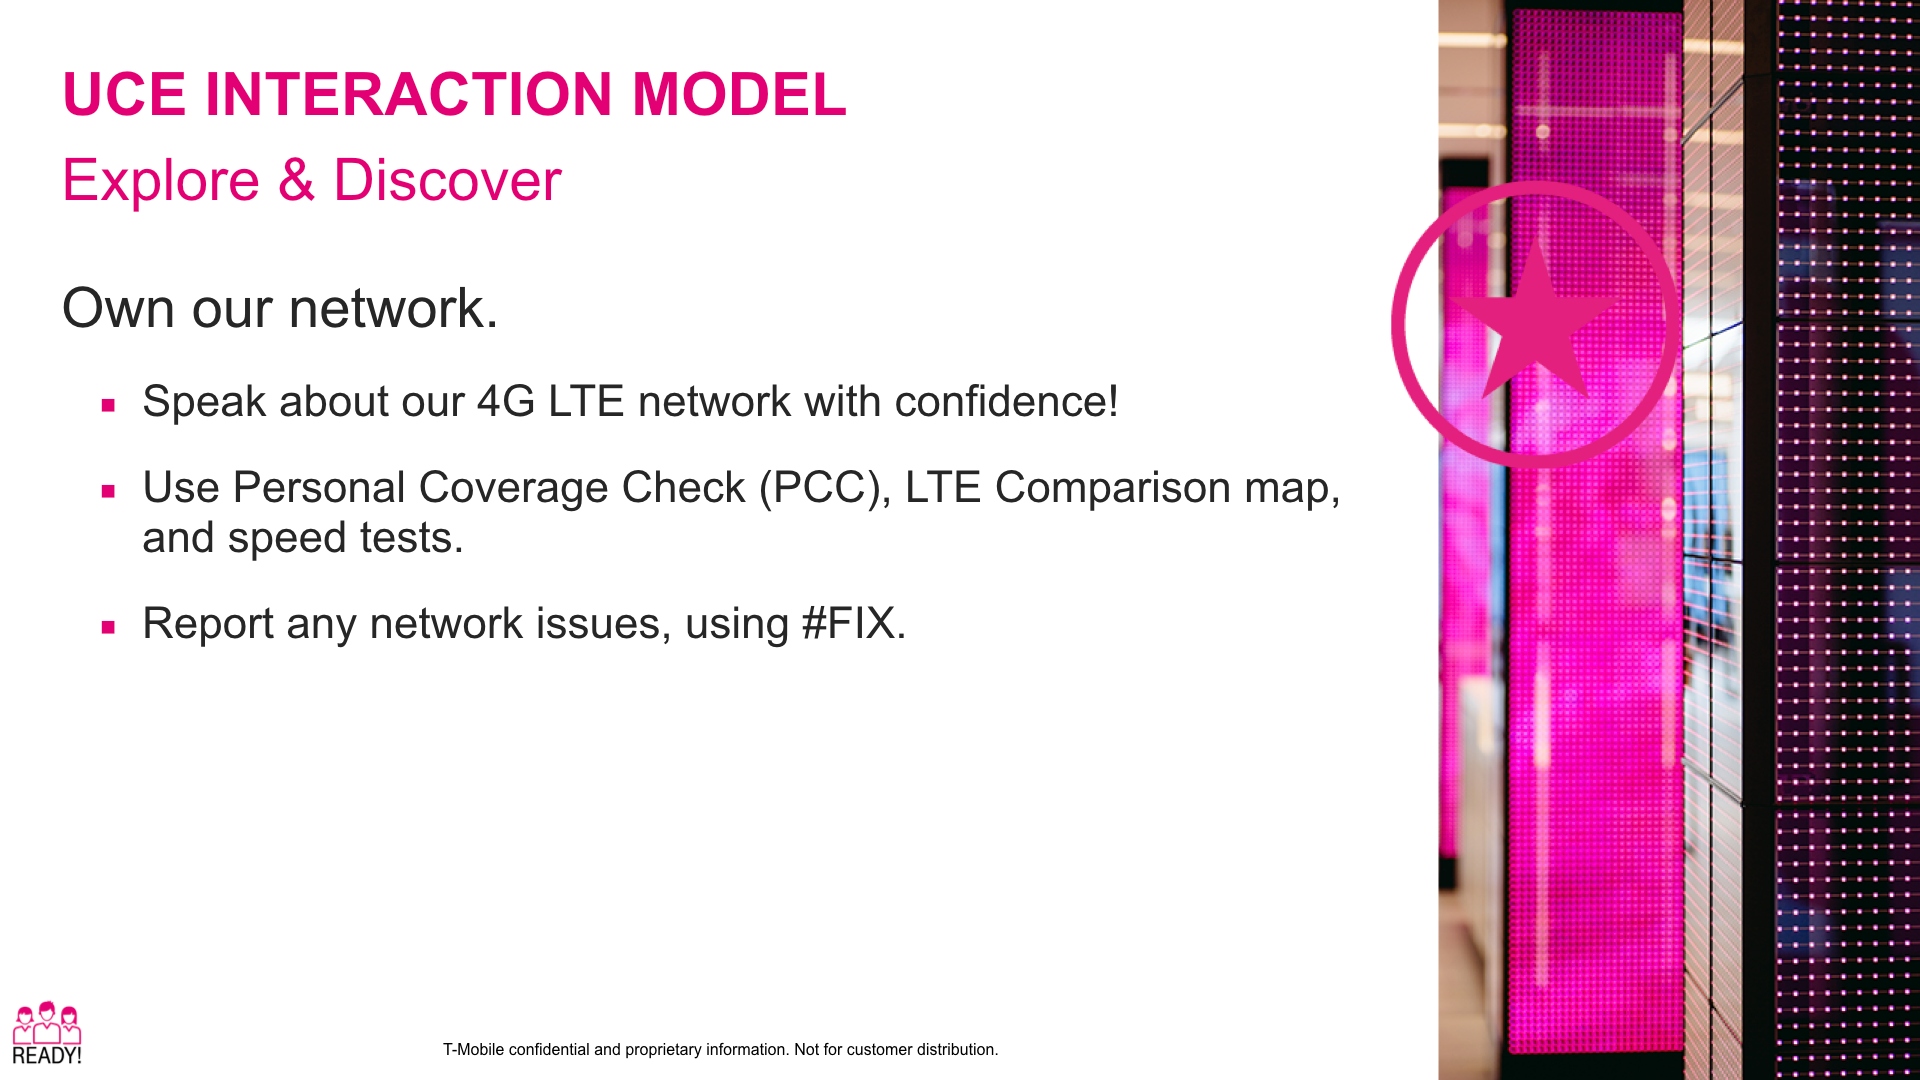 UCE INTERACTION MODEL
Explore & Discover
Own our network.
▪ Speak about our 4G LTE network with confidence!
▪ Use Personal Coverage Check (PCC), LTE Comparison map,
and speed tests.
▪ Report any network issues, using #FIX.
READY!
T-Mobile confidential and proprietary information. Not for customer distribution.